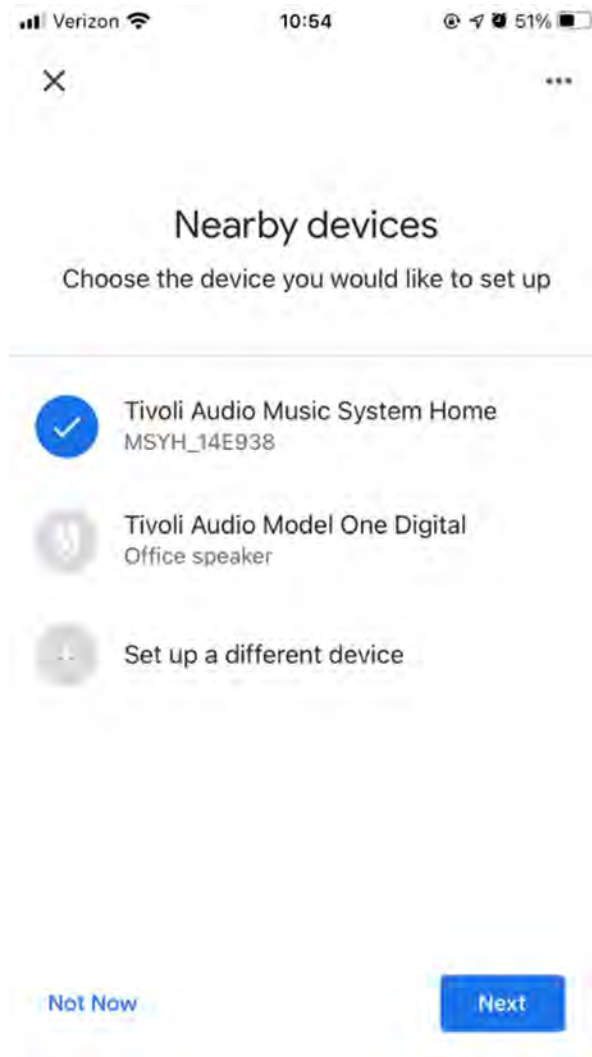 Verizon 10:54 51%
Nearby devices
Choose the device you would like to set up
Tivoli Audio Music System Home
MSYH_14E938
Tivoli Audio Model One Digital
Office speaker
Set up a different device
Not Now Next